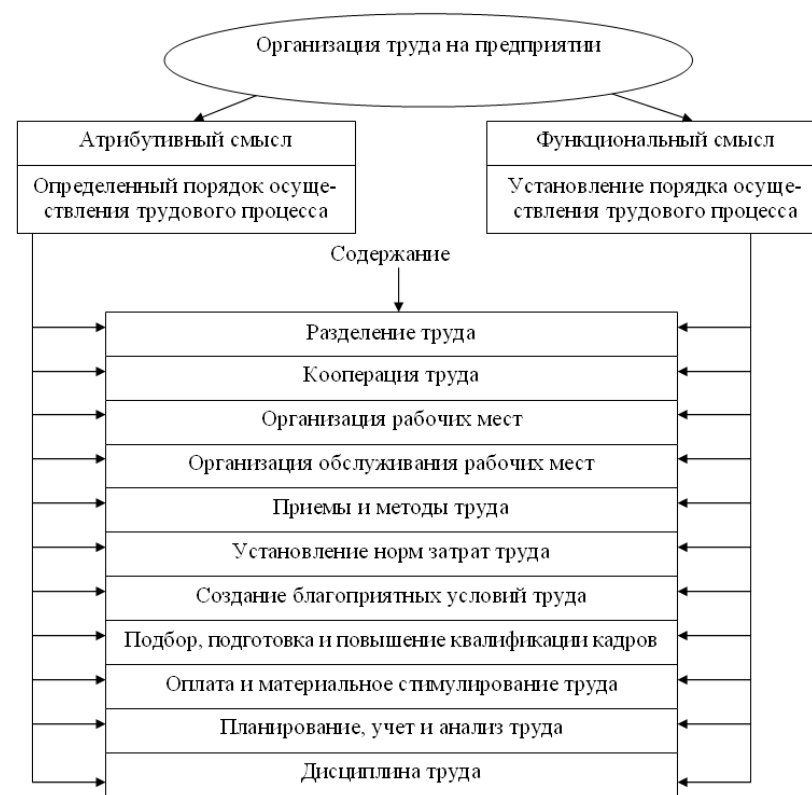 Организация труда на предприятии
Атрибутивный смысл
Определенный порядок осуще-
ствления трудового процесса
Функциональный смысл
Установление порядка осуще-
ствления трудового процесса
Содержание
Разделение труда
Кооперация труда
Организация рабочих мест
Организация обслуживания рабочих мест
Приемы и методы труда
Установление норм затрат труда
Создание благоприятных условий труда
Подбор, подготовка и повышение квалификации кадров
Оплата и материальное стимулирование труда
Планирование, учет и анализ труда
Дисциплина труда